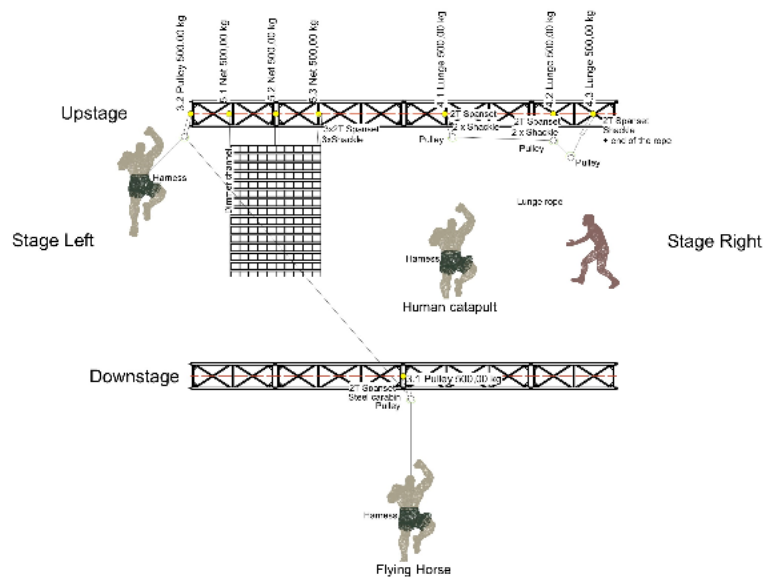 3.2 Pulley 500,00 kg
5.1 Net 500,00 kg
5.2 Net 500,00 kg
5.3 Net 500,00 kg
4.1 Lunge 500,00 kg
4.2 Lunge 500,00 kg
4.3 Lunge 500,00 kg
Upstage
2T Spanset
2 x Shackle
Pulley
2T Spanset
2 x Shackle
Pulley
2T Spanset
Shackle
+ end of the rope
Pulley
3x2T Spanset
3xShackle
Harness
channel
Lunge rope
Stage Left
Stage Right
Harness
Human catapult
Downstage
3.1 Pulley 500,00 kg
2T Spanset
Steel carabin
Pulley
Harness
Flying Horse